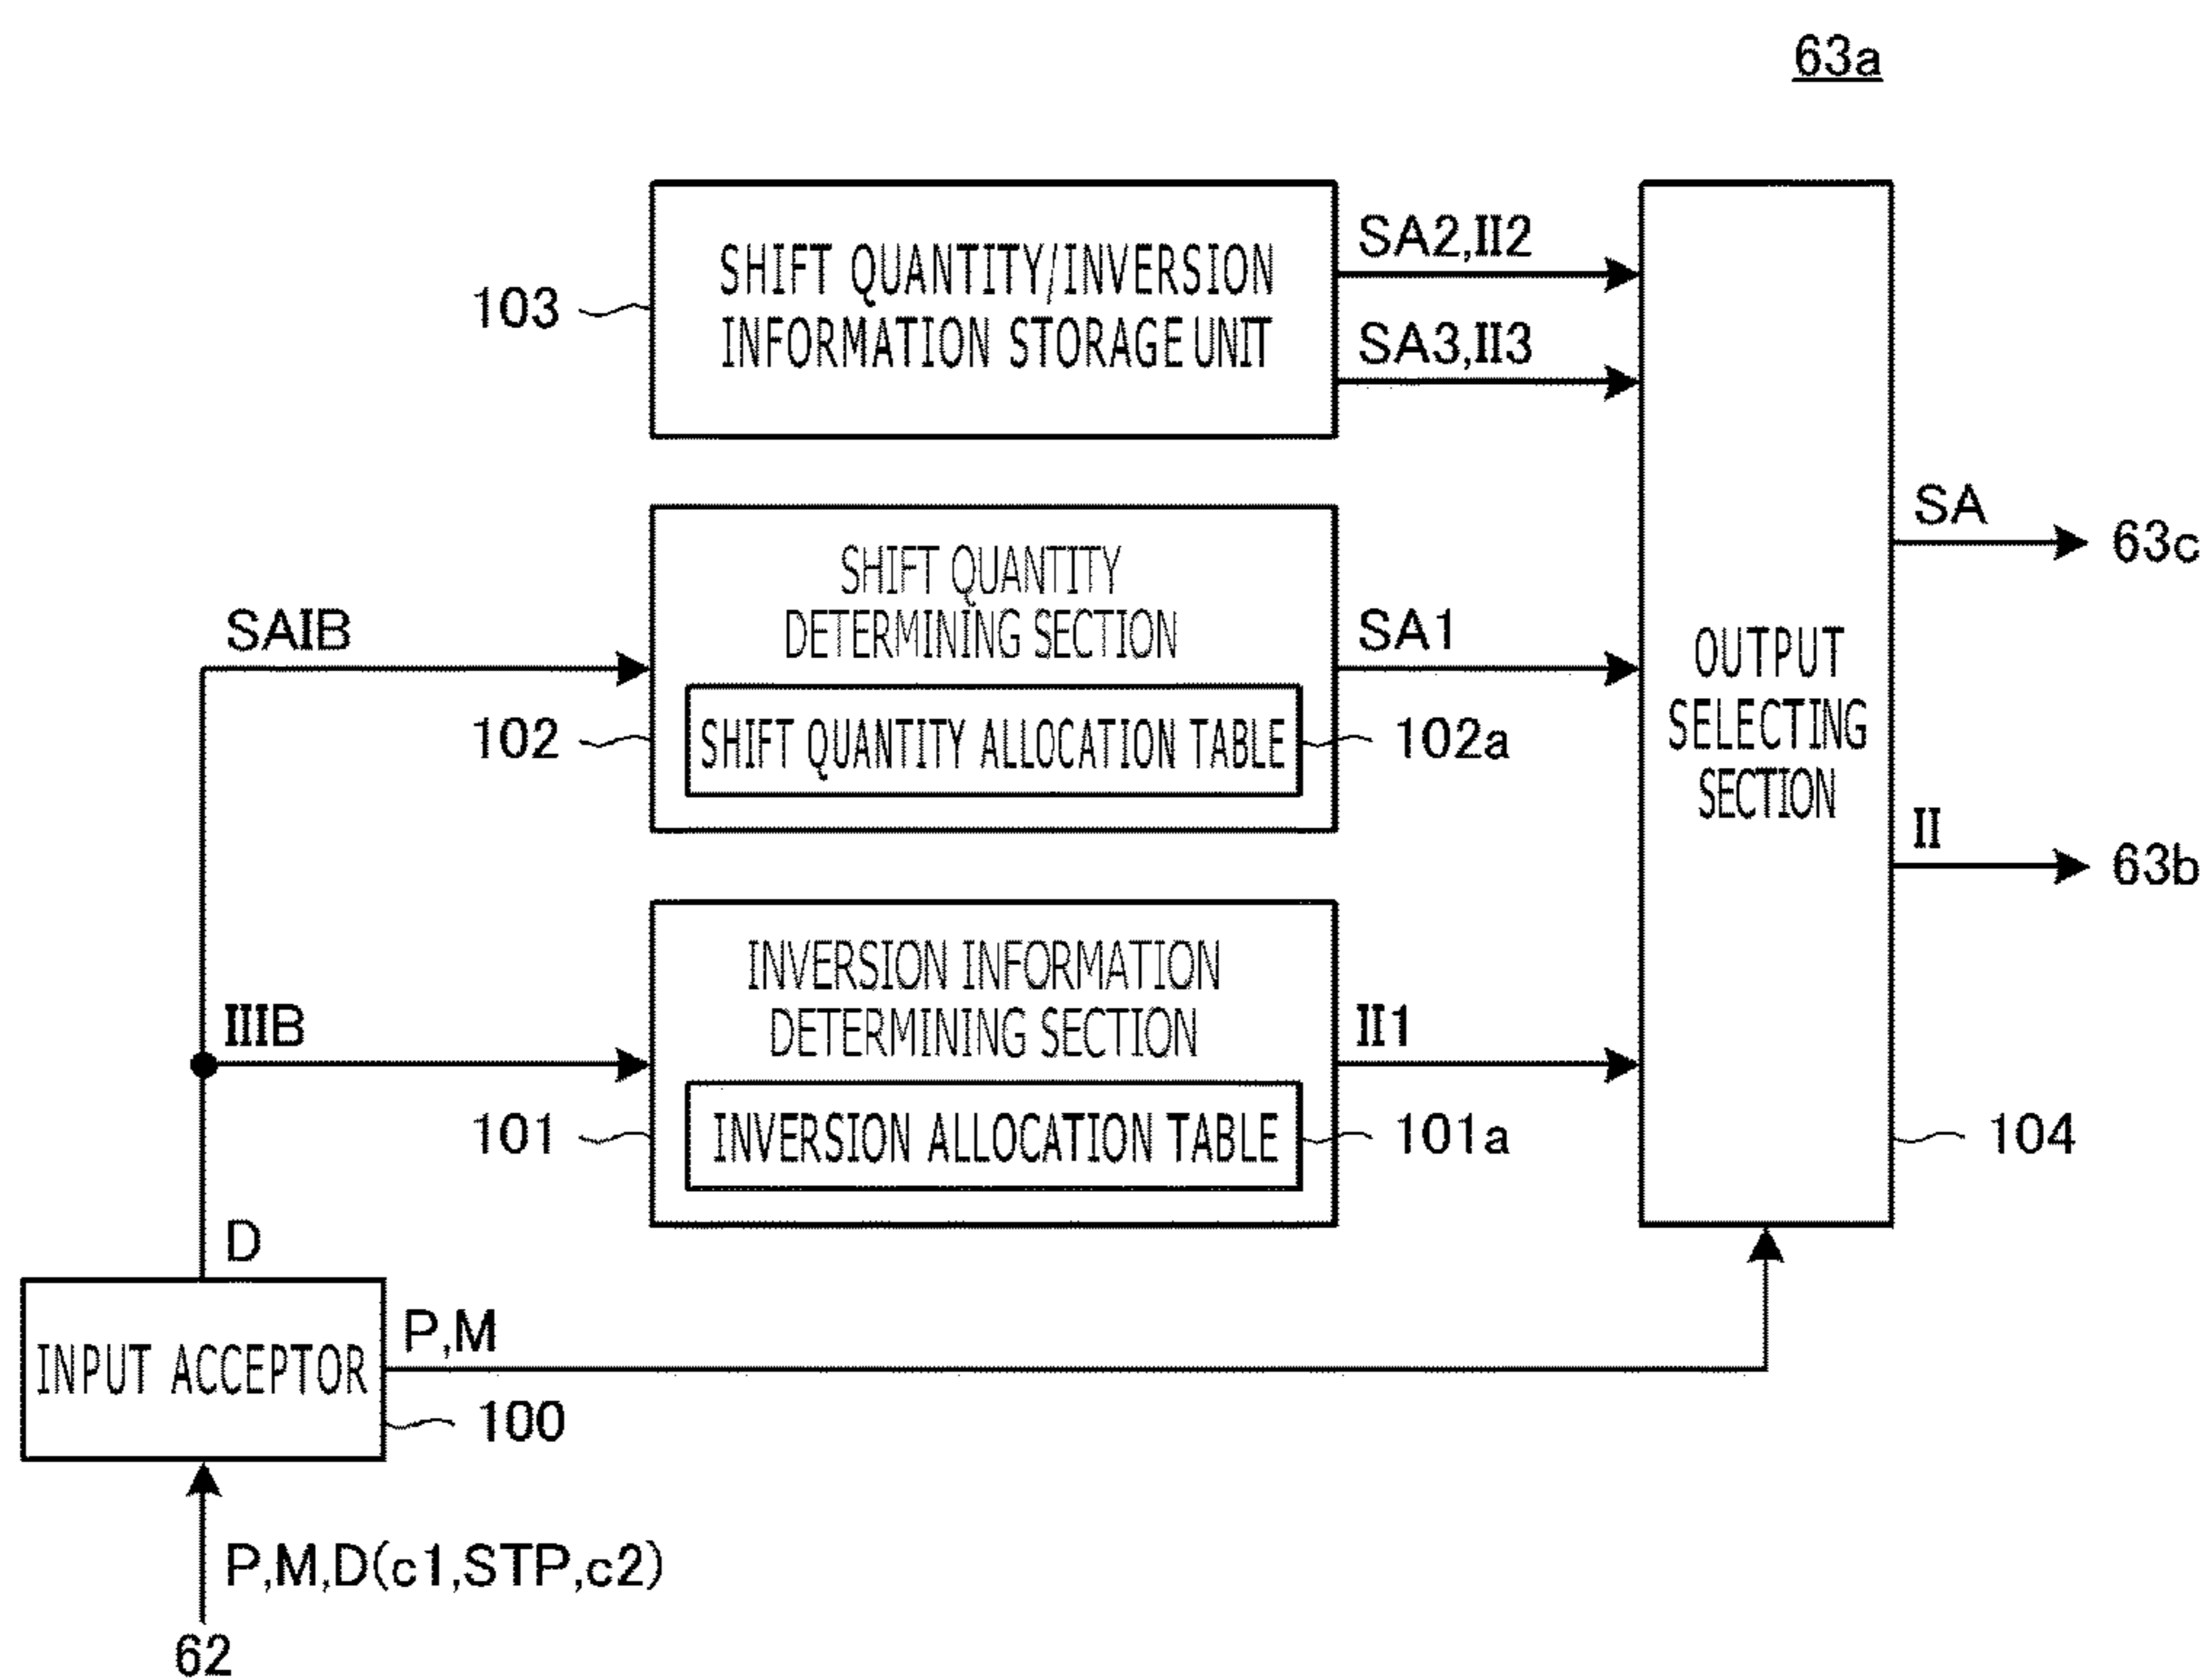 63a
SHIFT QUANTITY/INVERSION
INFORMATION STORAGE UNIT
103
SA2,II2
SA3,II3
SHIFT QUANTITY
DETERMINING SECTION
SHIFT QUANTITY ALLOCATION TABLE
102
102a
SAIB
SA1
OUTPUT
SELECTING
SECTION
SA
63c
II
63b
INVERSION INFORMATION
DETERMINING SECTION
INVERSION ALLOCATION TABLE
101
101a
IIIB
II1
104
D
P,M
INPUT ACCEPTOR
100
P,M,D(c1,STP,c2)
62